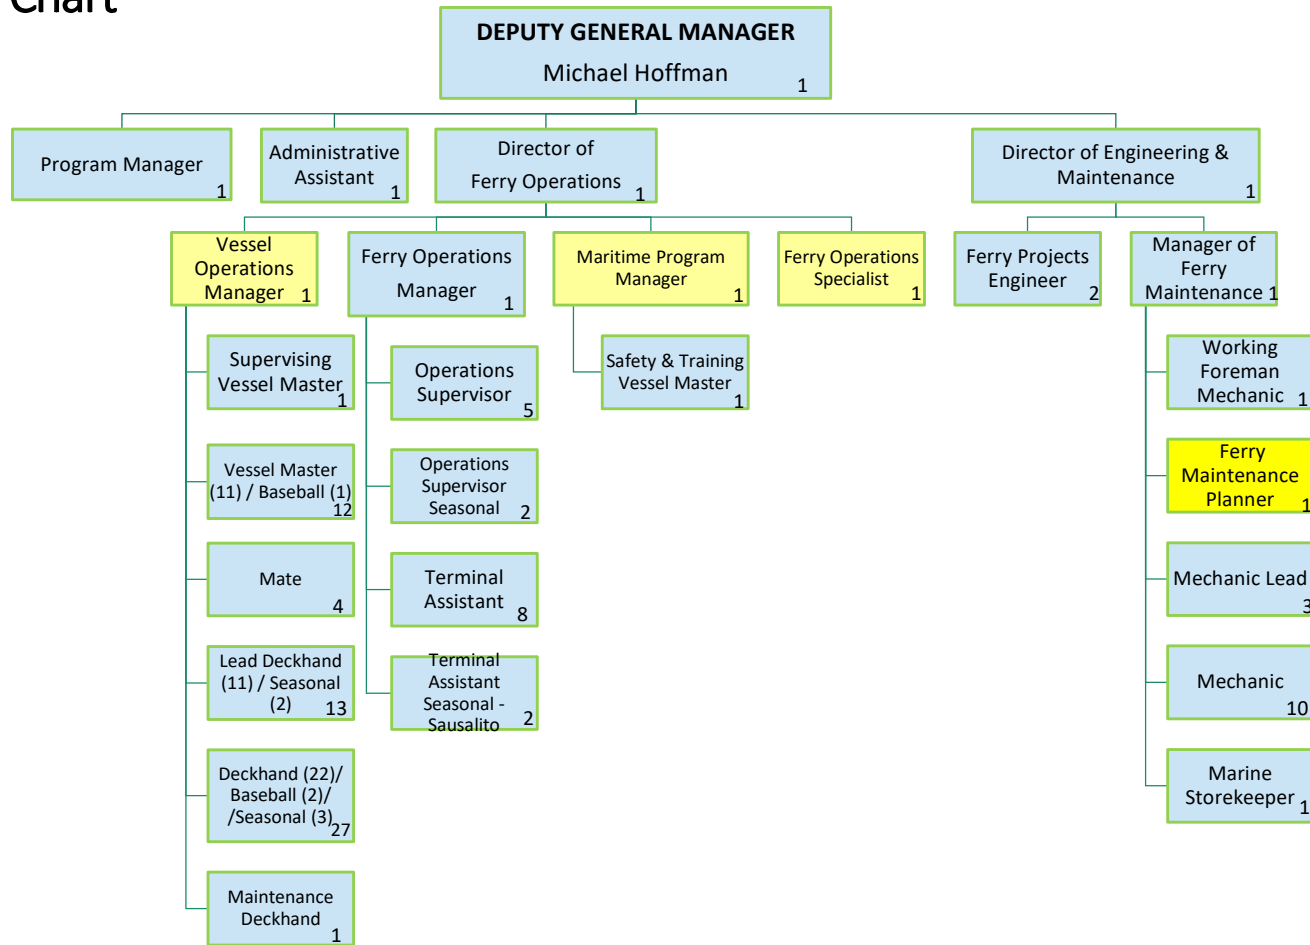 Chart
DEPUTY GENERAL MANAGER
Michael Hoffman
1
Program Manager
1
Administrative
Assistant
1
Director of
Ferry Operations
1
Director of Engineering &
Maintenance
1
Vessel
Operations
Manager
1
Ferry Operations
Manager
1
Maritime Program
Manager
1
Ferry Operations
Specialist
1
Ferry Projects
Engineer
2
Manager of
Ferry
Maintenance
1
Supervising
Vessel Master
1
Vessel Master
(11) / Baseball (1)
12
Mate
4
Lead Deckhand
(11) / Seasonal
(2)
13
Deckhand (22)/
Baseball (2)/
/Seasonal (3)
27
Maintenance
Deckhand
1
Operations
Supervisor
5
Operations
Supervisor
Seasonal
2
Terminal
Assistant
8
Terminal
Assistant
Seasonal -
Sausalito
2
Safety & Training
Vessel Master
1
Working
Foreman
Mechanic
1
Ferry
Maintenance
Planner
1
Mechanic Lead
3
Mechanic
10
Marine
Storekeeper
1